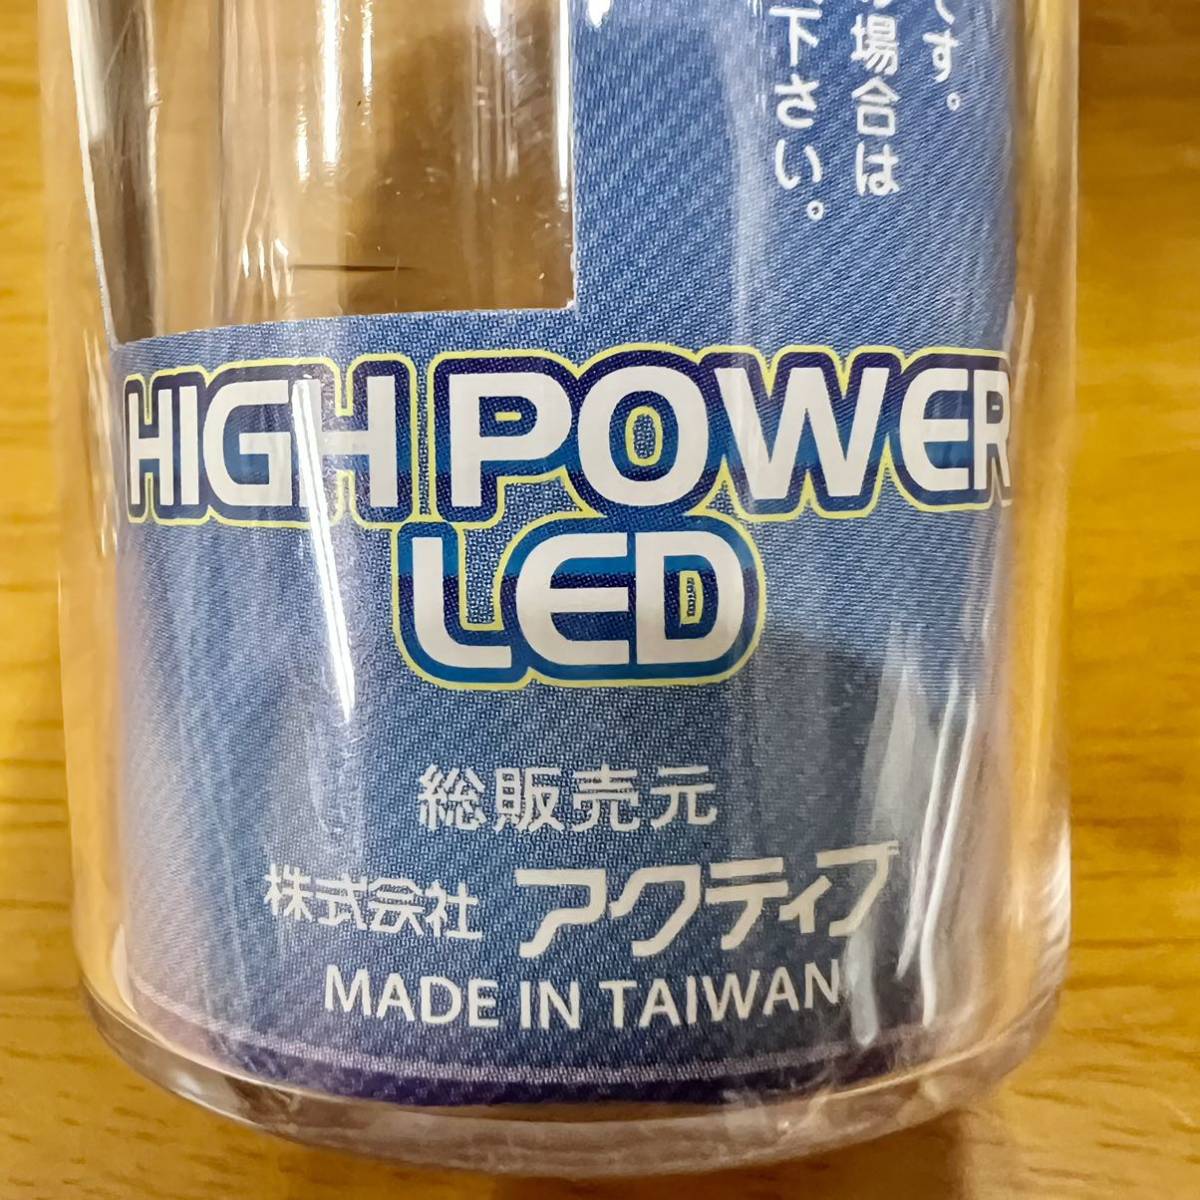 す。
場合は
下さい。
HIGH POWER
LED
総販売元
株式会社 アクティブ
MADE IN TAIWAN